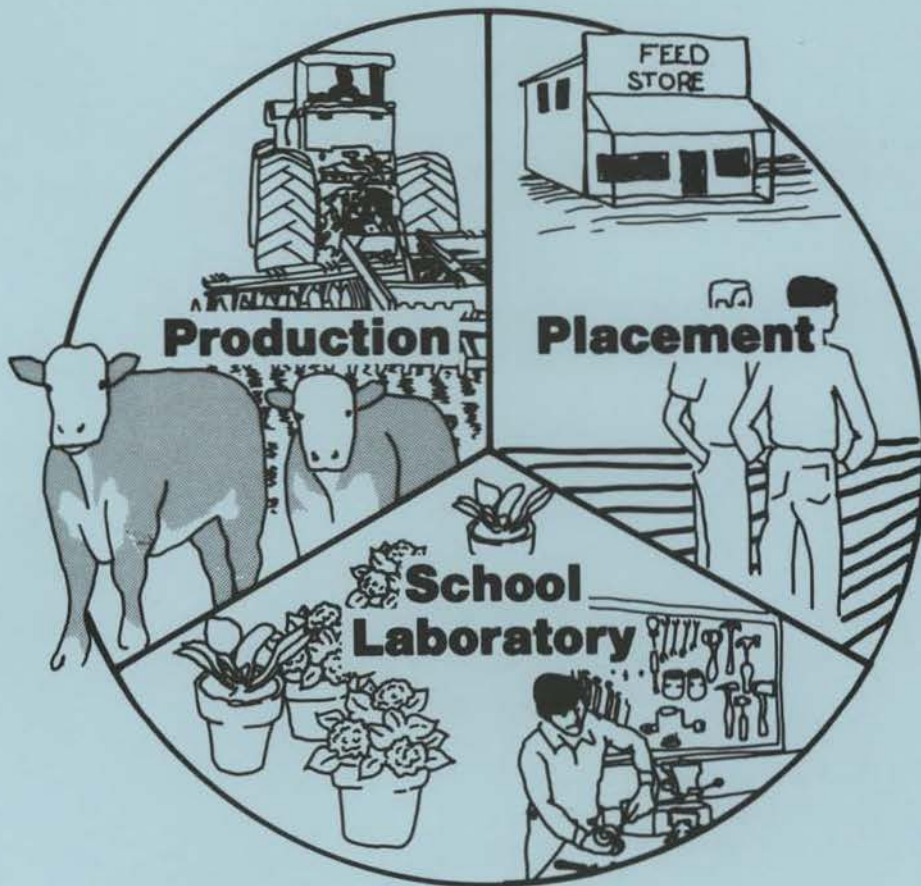 FEED
STORE
Production
Placement
School
Laboratory